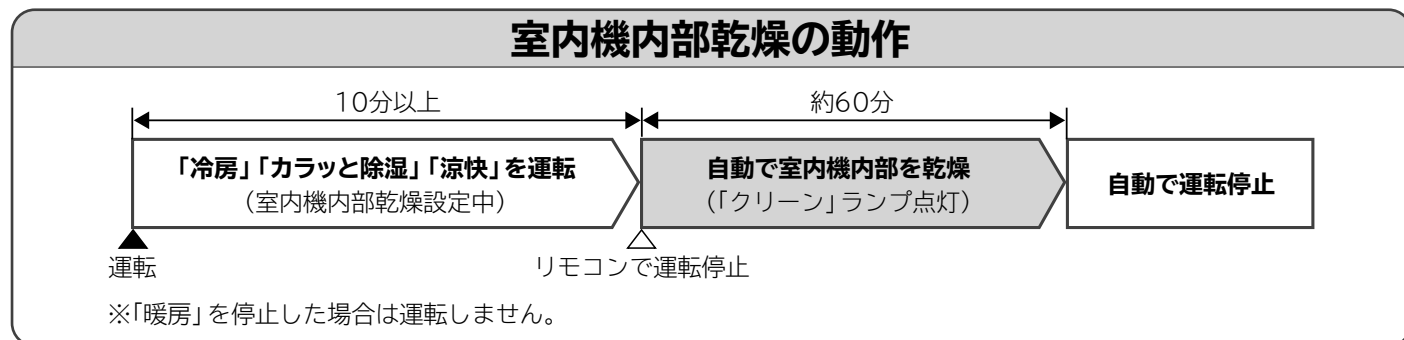 室内機内部乾燥の動作
10分以上
約60分
「冷房」「カラッと除湿」「涼快」を運転
（室内機内部乾燥設定中）
自動で室内機内部を乾燥
（「クリーン」ランプ点灯）
自動で運転停止
運転
リモコンで運転停止
※「暖房」を停止した場合は運転しません。